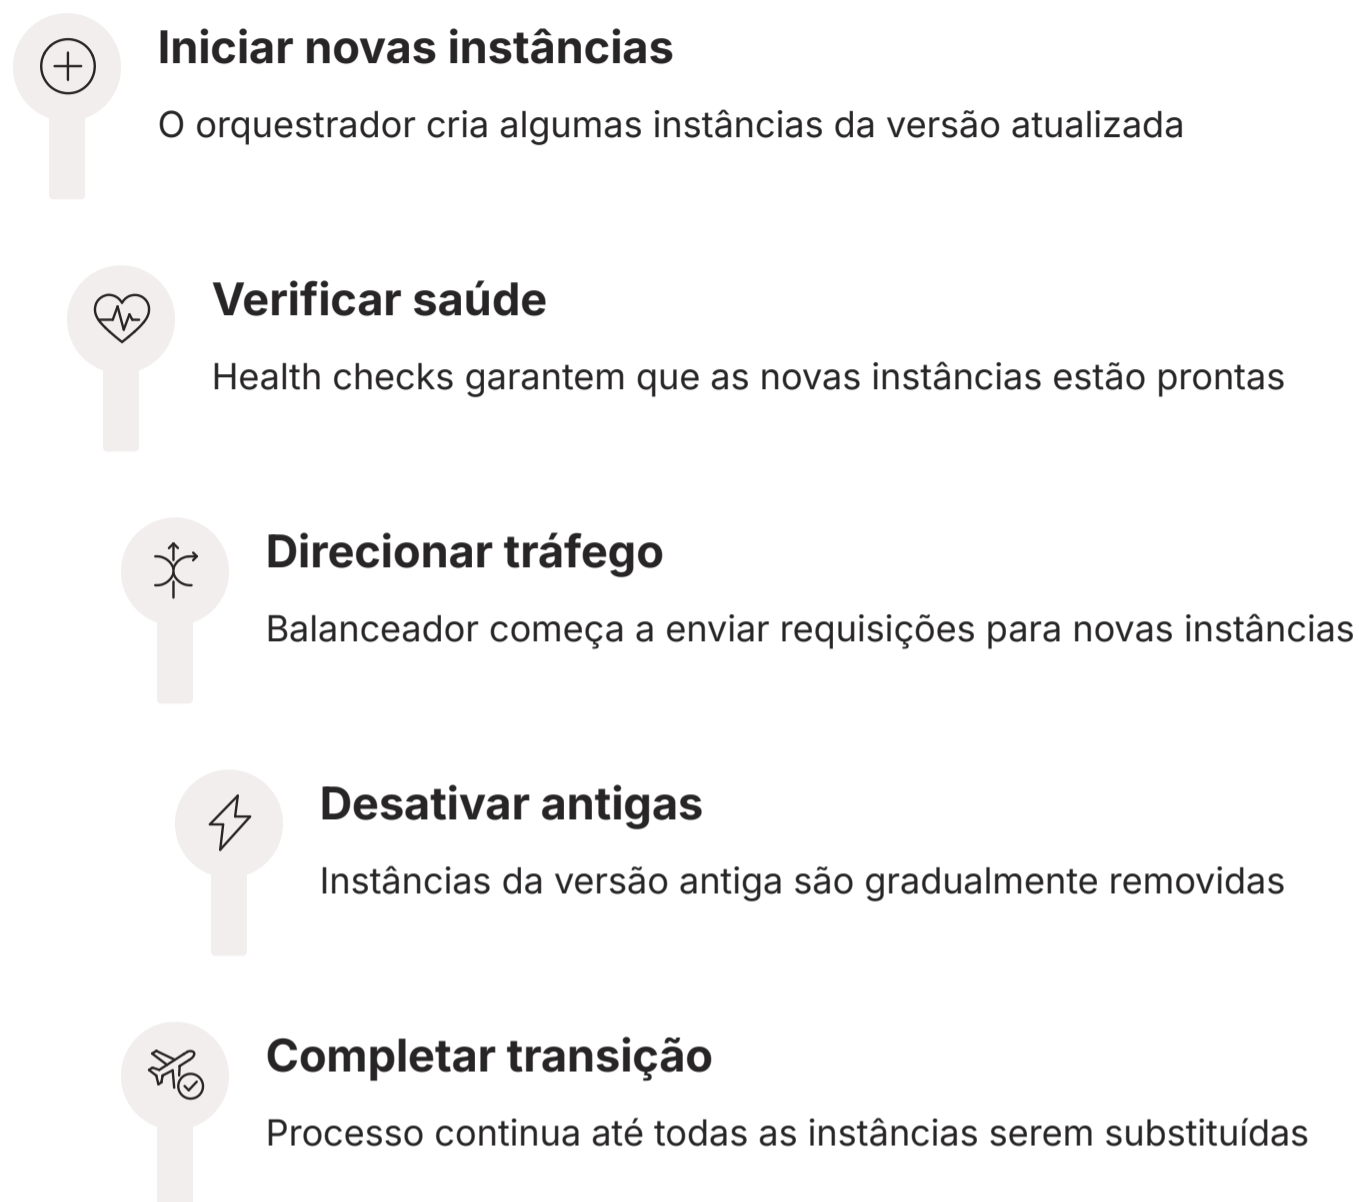 Iniciar novas instâncias
O orquestrador cria algumas instâncias da versão atualizada
Verificar saúde
Health checks garantem que as novas instâncias estão prontas
Direcionar tráfego
Balanceador começa a enviar requisições para novas instâncias
Desativar antigas
Instâncias da versão antiga são gradualmente removidas
Completar transição
Processo continua até todas as instâncias serem substituídas